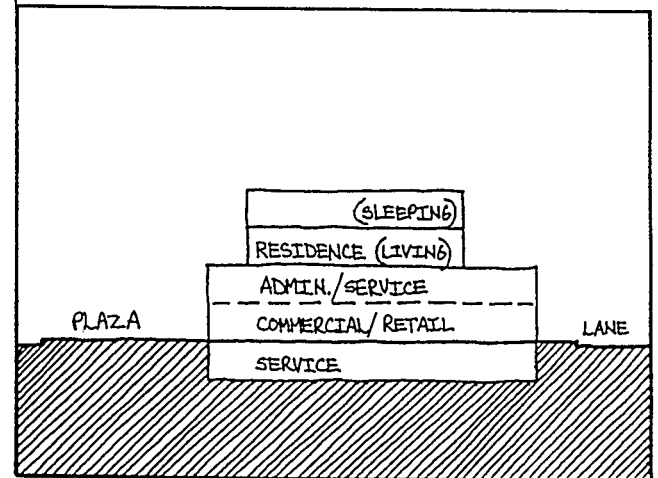 (SLEEPING)
RESIDENCE (LIVING)
ADMIN./SERVICE
PLAZA
COMMERCIAL/RETAIL
LANE
SERVICE